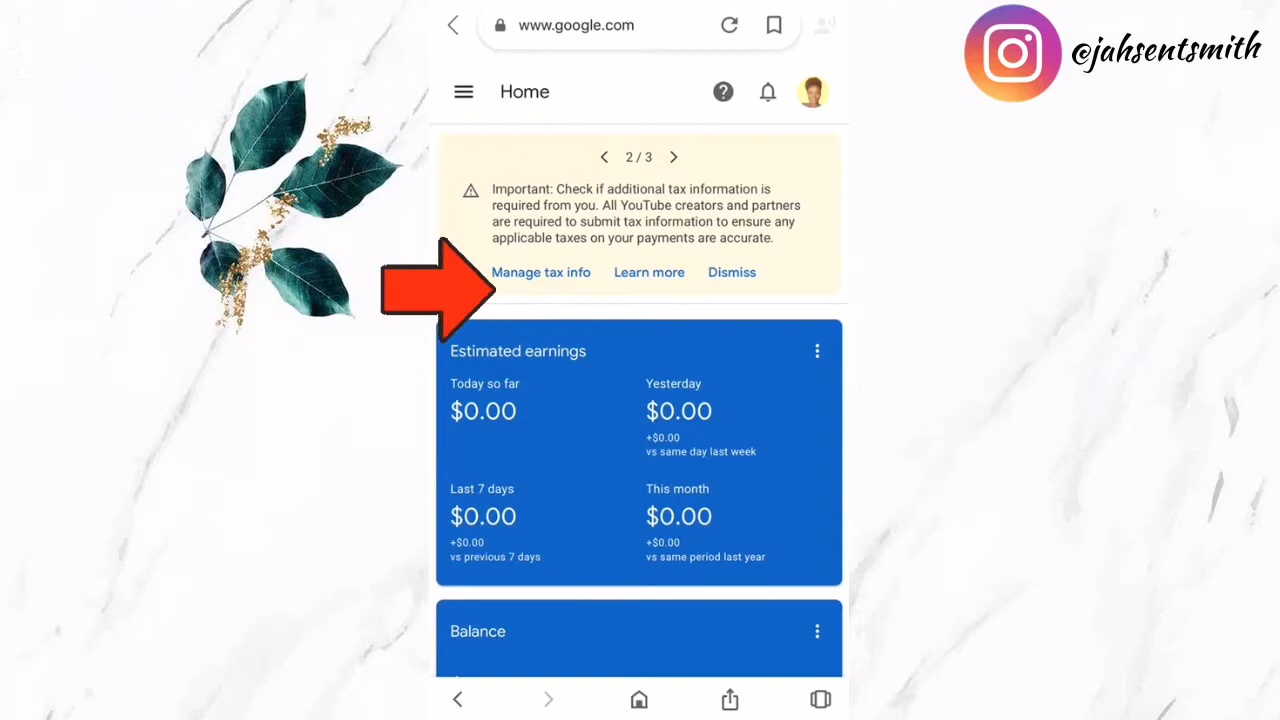 www.google.com
@jahsentsmith
Home
2 / 3
Important: Check if additional tax information is
required from you. All YouTube creators and partners
are required to submit tax information to ensure any
applicable taxes on your payments are accurate.
Manage tax info Learn more Dismiss
Estimated earnings
Today so far
$0.00
Yesterday
$0.00
+$0.00
vs same day last week
Last 7 days
$0.00
+$0.00
vs previous 7 days
This month
$0.00
+$0.00
vs same period last year
Balance